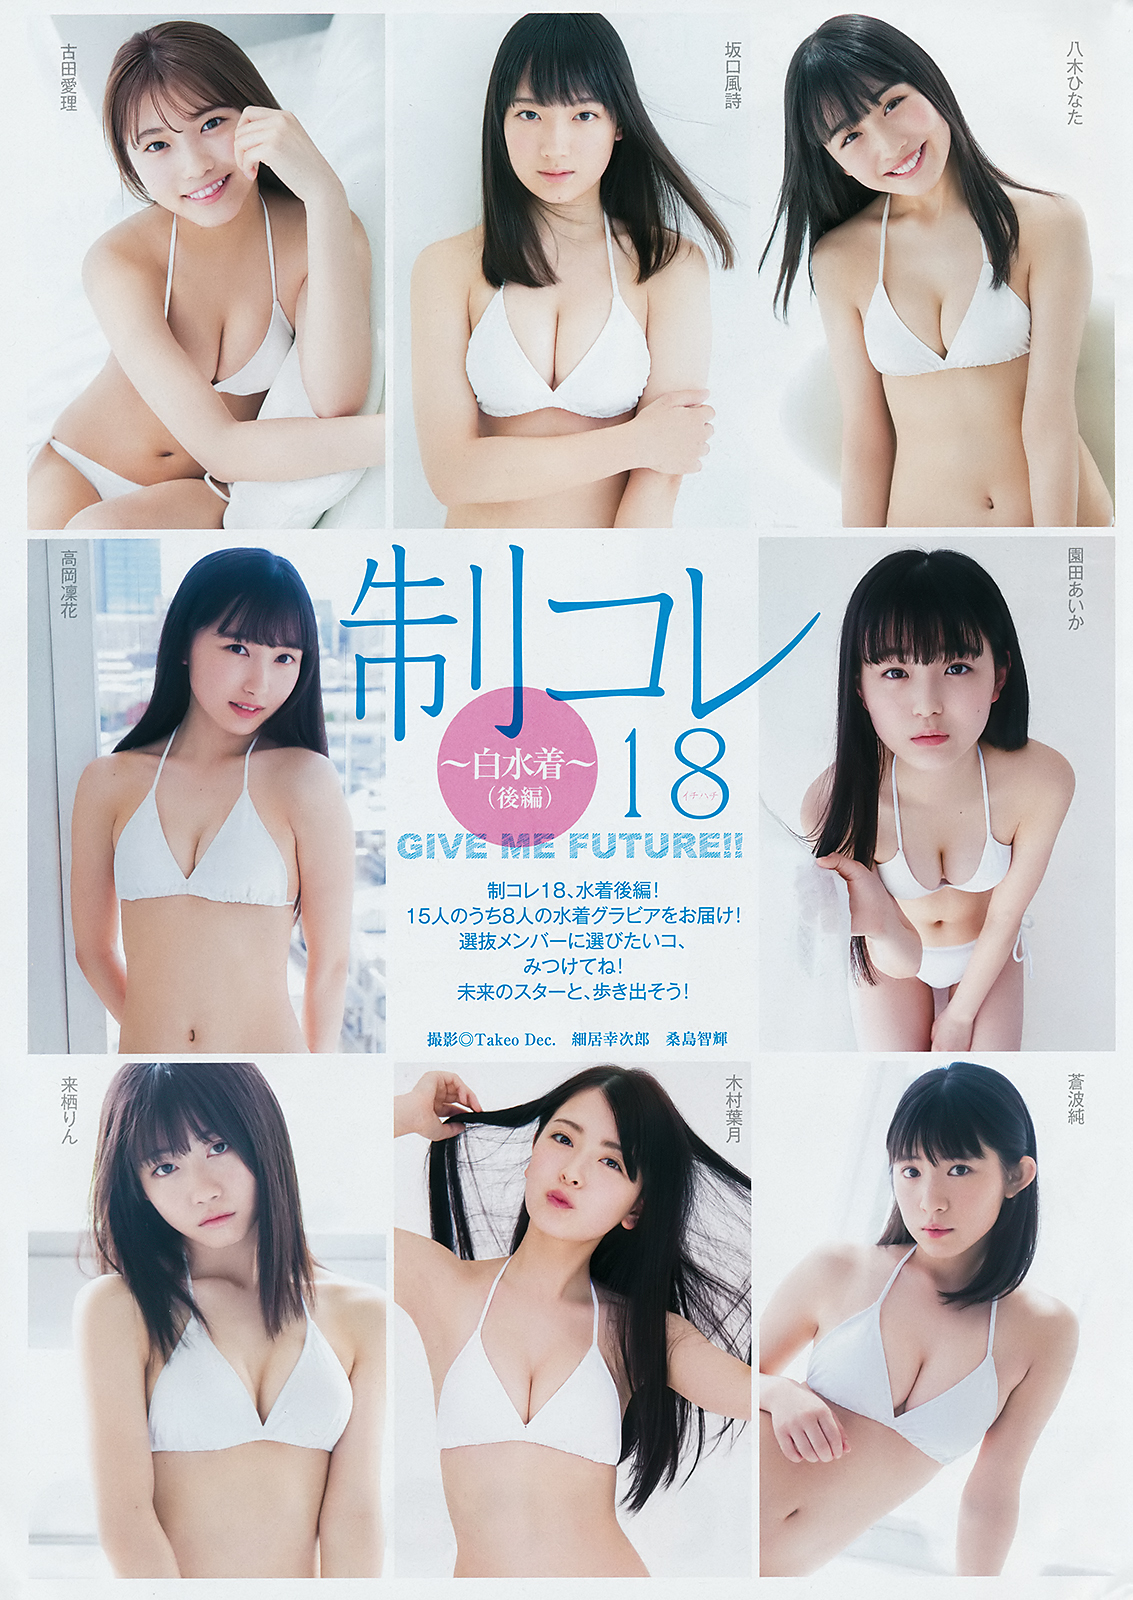 古田愛理
坂口風詩
八木ひなた
高岡凜花
制コレ
18
イチハチ
～白水着～
（後編）
GIVE ME FUTURE!!
制コレ18、水着後編！
15人のうち8人の水着グラビアをお届け！
選抜メンバーに選びたいコ、
みつけてね！
未来のスターと、歩き出そう！
撮影◎Takeo Dec.　細居幸次郎　桑島智輝
園田あいか
来栖りん
木村葉月
蒼波純